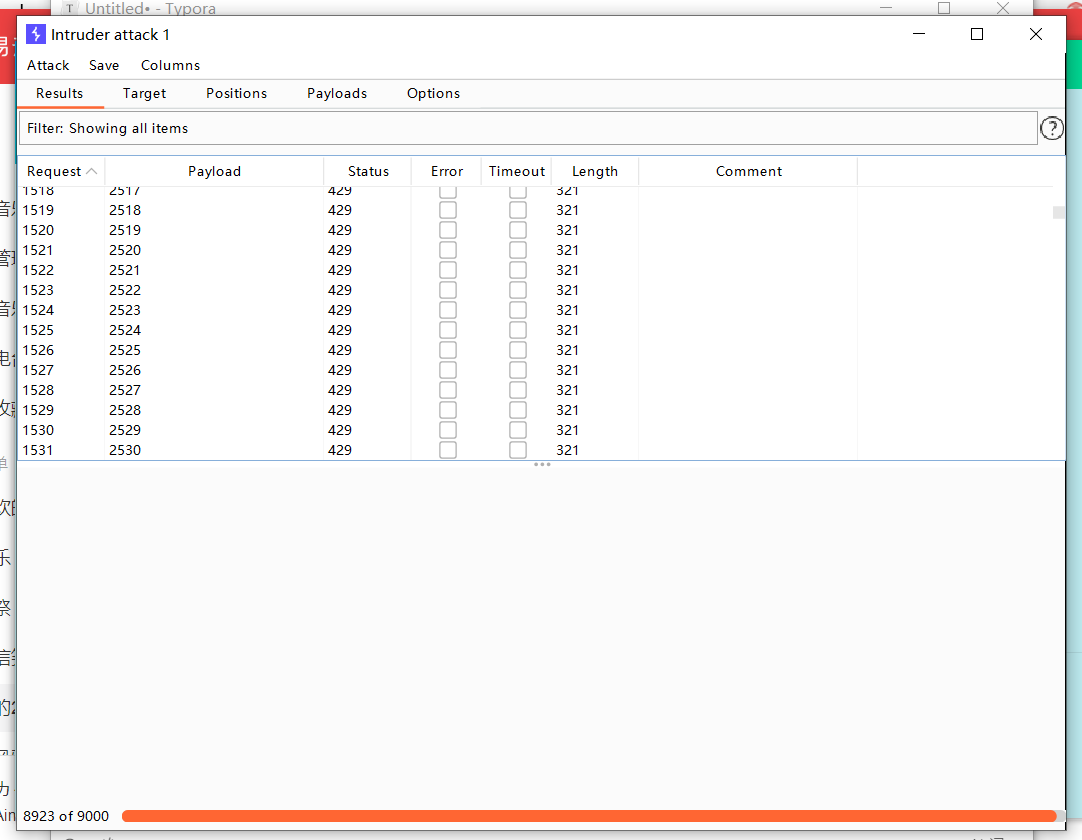 Untitled• - Typora
Intruder attack 1
Attack Save Columns
Results Target Positions Payloads Options
Filter: Showing all items
Request Payload Status Error Timeout Length Comment
1518 2517 429 321
1519 2518 429 321
1520 2519 429 321
1521 2520 429 321
1522 2521 429 321
1523 2522 429 321
1524 2523 429 321
1525 2524 429 321
1526 2525 429 321
1527 2526 429 321
1528 2527 429 321
1529 2528 429 321
1530 2529 429 321
1531 2530 429 321
8923 of 9000